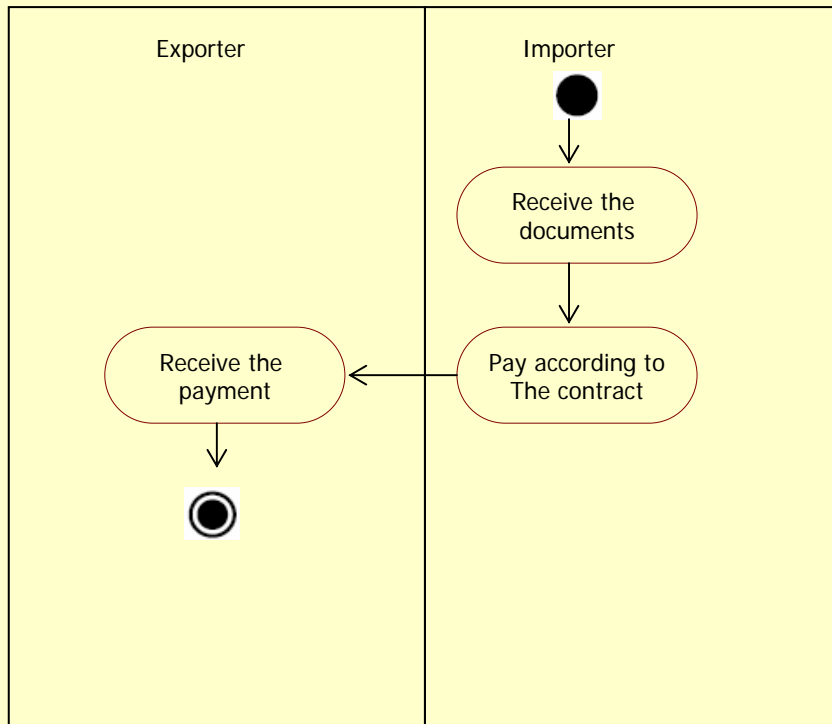 Exporter
Importer
Receive the
documents
Receive the
payment
Pay according to
The contract